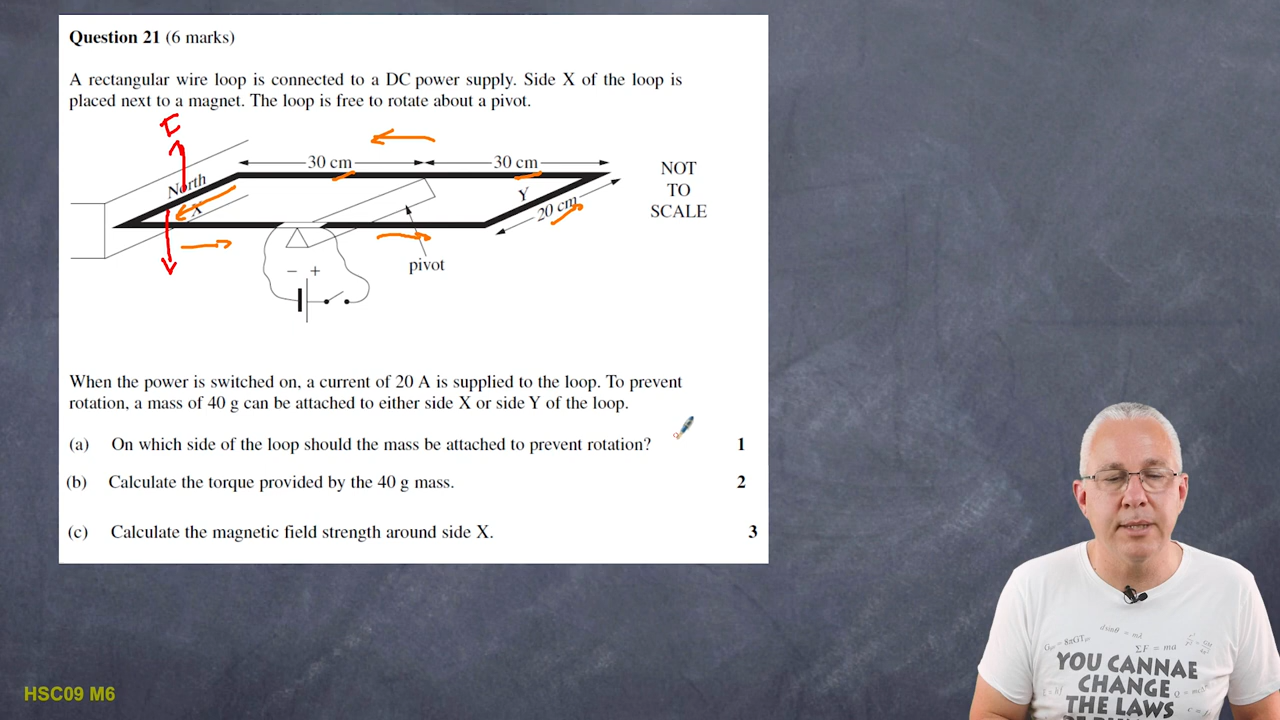 Question 21 (6 marks)
A rectangular wire loop is connected to a DC power supply. Side X of the loop is
placed next to a magnet. The loop is free to rotate about a pivot.
F
30 cm
30 cm
North
X
Y
20 cm
NOT
TO
SCALE
pivot
− +
When the power is switched on, a current of 20 A is supplied to the loop. To prevent
rotation, a mass of 40 g can be attached to either side X or side Y of the loop.
(a) On which side of the loop should the mass be attached to prevent rotation? 1
(b) Calculate the torque provided by the 40 g mass. 2
(c) Calculate the magnetic field strength around side X. 3
ΣF = ma
YOU CANNAE
CHANGE
THE LAWS
HSC09 M6